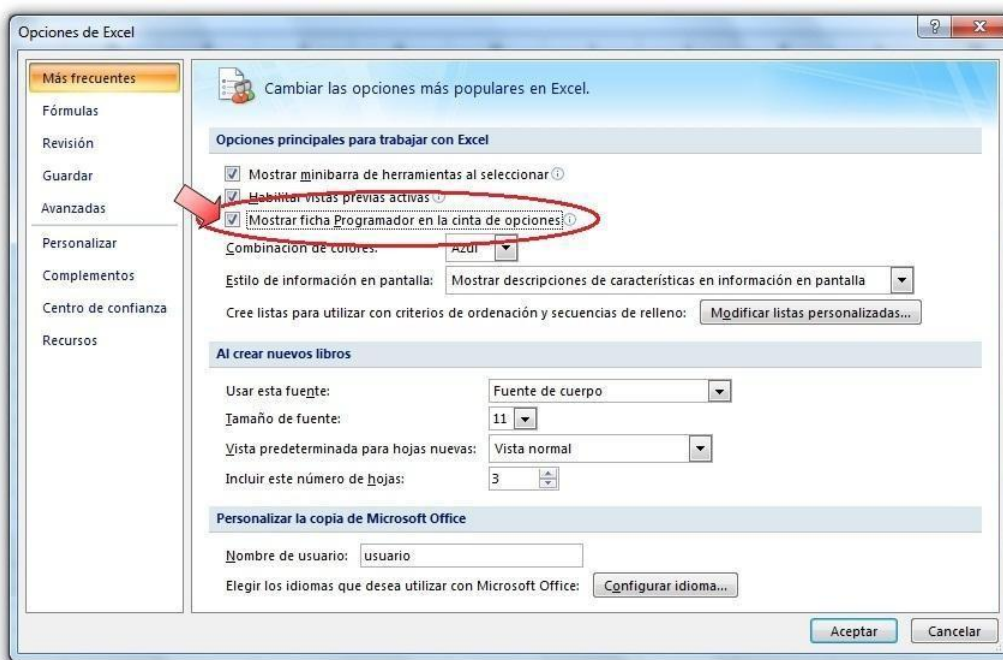 Opciones de Excel
Más frecuentes
Fórmulas
Revisión
Guardar
Avanzadas
Personalizar
Complementos
Centro de confianza
Recursos
Cambiar las opciones más populares en Excel.
Opciones principales para trabajar con Excel
Mostrar minibarra de herramientas al seleccionar
Habilitar vistas previas activas
Mostrar ficha Programador en la cinta de opciones
Combinación de colores: Azul
Estilo de información en pantalla: Mostrar descripciones de características en información en pantalla
Cree listas para utilizar con criterios de ordenación y secuencias de relleno: Modificar listas personalizadas...
Al crear nuevos libros
Usar esta fuente: Fuente de cuerpo
Tamaño de fuente: 11
Vista predeterminada para hojas nuevas: Vista normal
Incluir este número de hojas: 3
Personalizar la copia de Microsoft Office
Nombre de usuario: usuario
Elegir los idiomas que desea utilizar con Microsoft Office: Configurar idioma...
Aceptar Cancelar